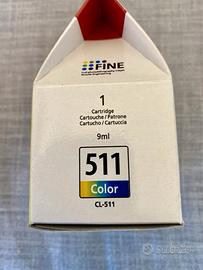 FINE
1
Cartridge
Cartouche / Patrone
Cartucho / Cartuccia
9ml
511
Color
CL-511